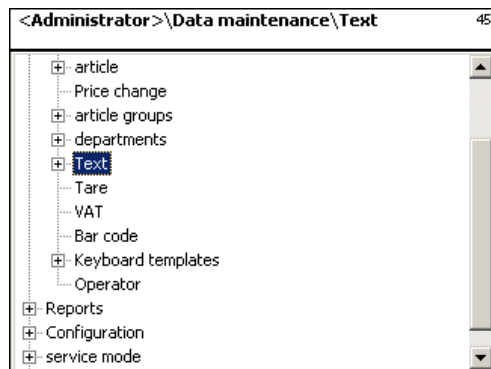 <Administrator>\Data maintenance\Text 45
article
Price change
article groups
departments
Text
Tare
VAT
Bar code
Keyboard templates
Operator
Reports
Configuration
service mode